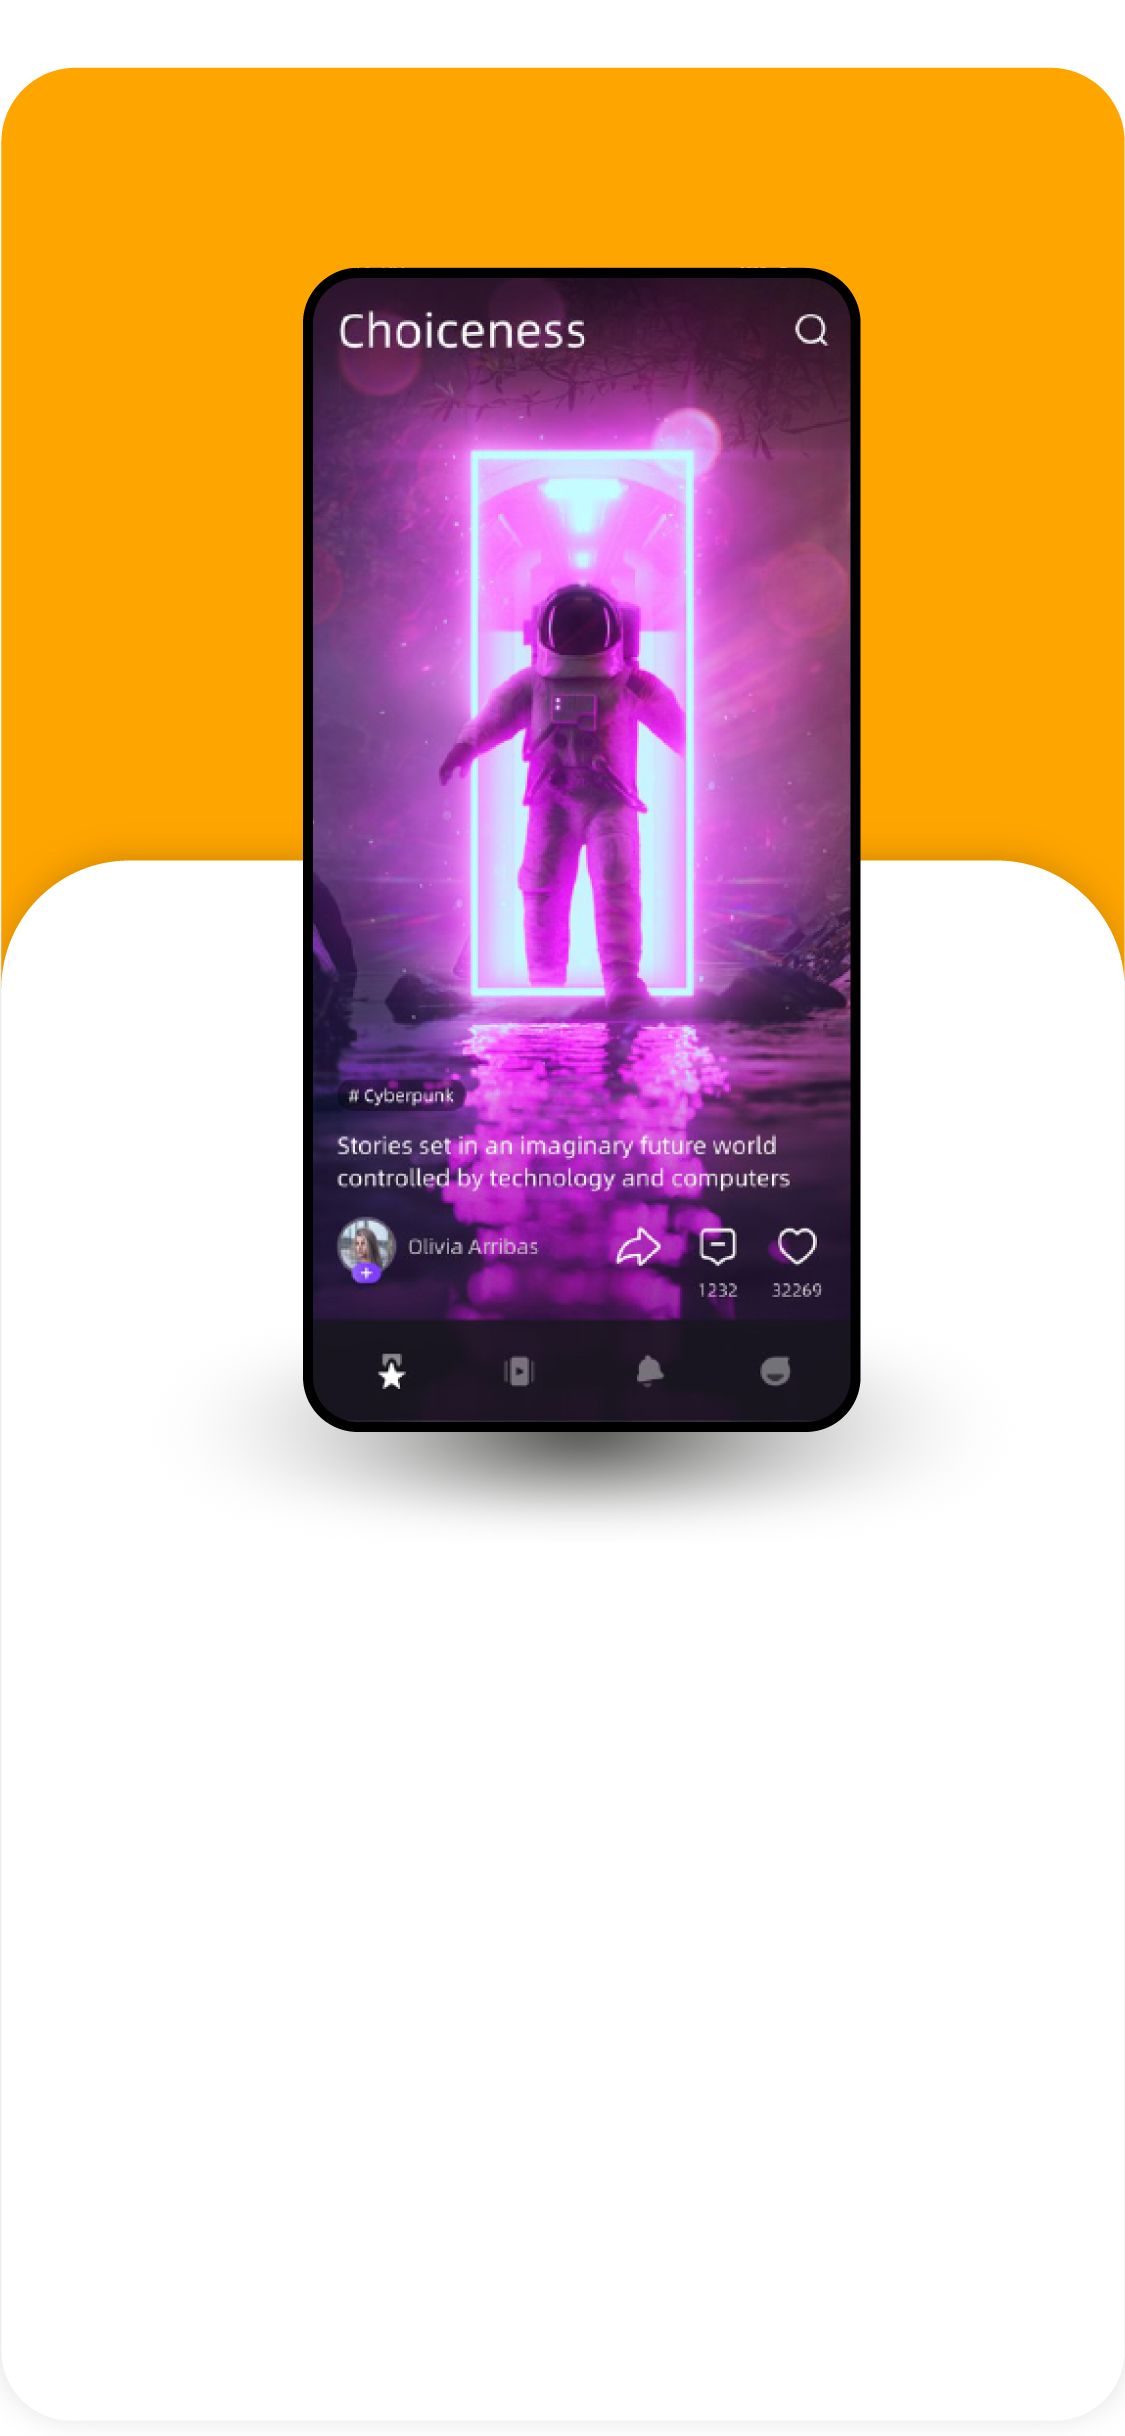 Choiceness
# Cyberpunk
Stories set in an imaginary future world
controlled by technology and computers
Olivia Arribas
1232
32269